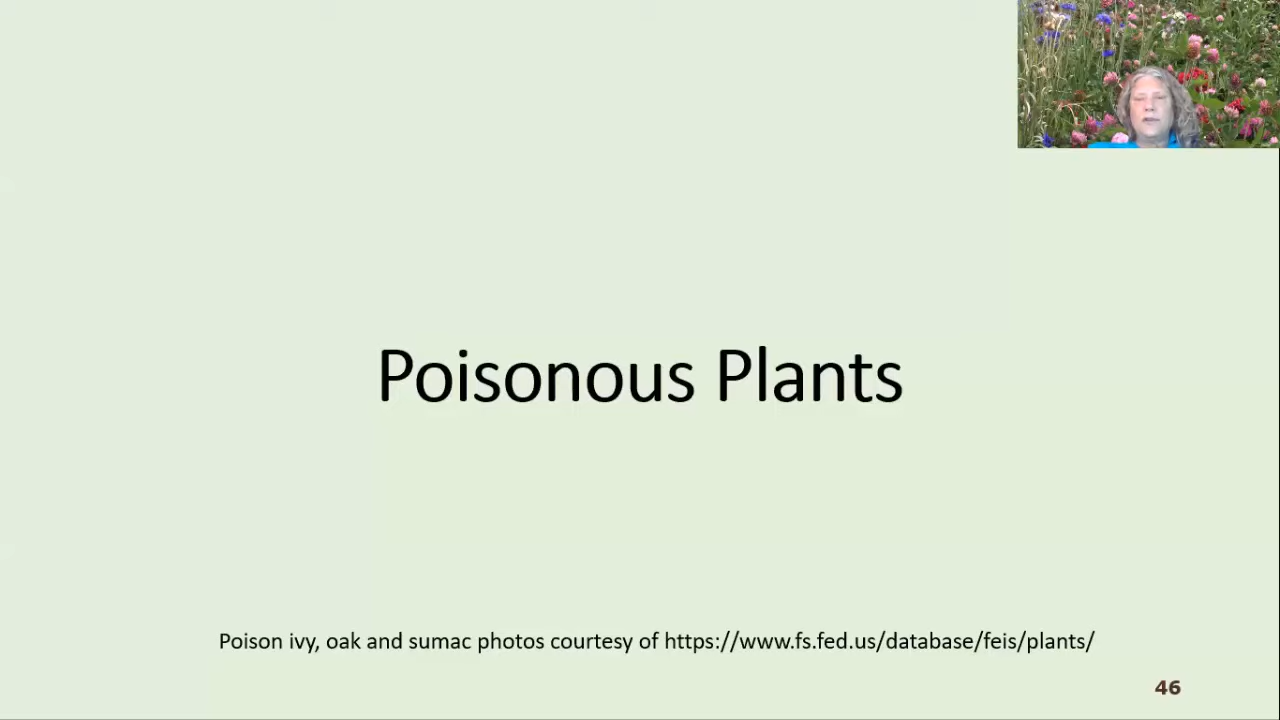 Poisonous Plants
Poison ivy, oak and sumac photos courtesy of https://www.fs.fed.us/database/feis/plants/
46